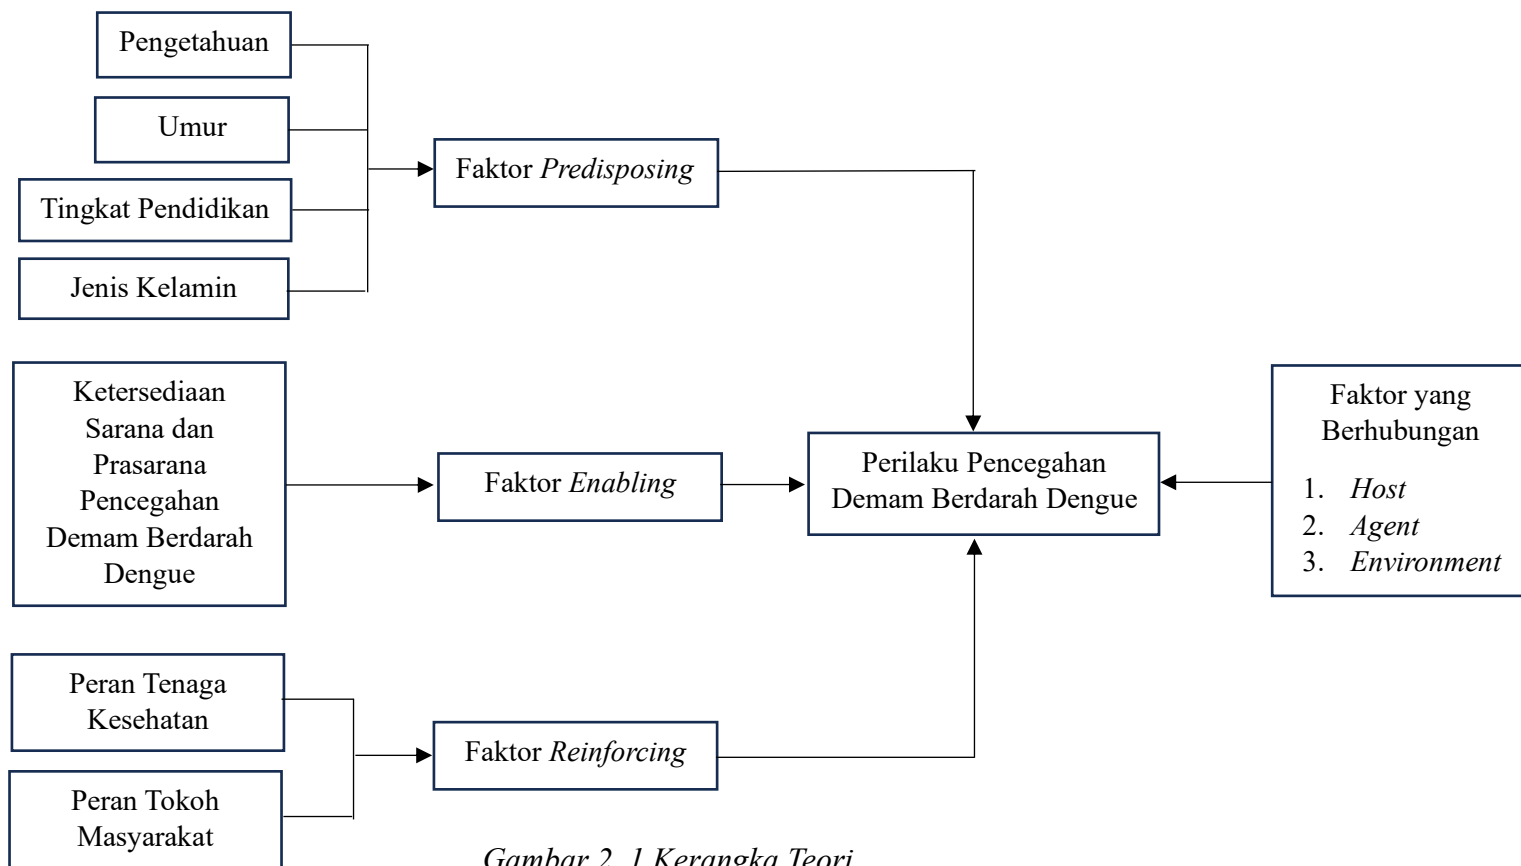 Pengetahuan
Umur
Tingkat Pendidikan
Jenis Kelamin
Faktor Predisposing
Ketersediaan
Sarana dan
Prasarana
Pencegahan
Demam Berdarah
Dengue
Faktor Enabling
Perilaku Pencegahan
Demam Berdarah Dengue
Faktor yang
Berhubungan
1. Host
2. Agent
3. Environment
Peran Tenaga
Kesehatan
Faktor Reinforcing
Peran Tokoh
Masyarakat
Gambar 2. 1 Kerangka Teori